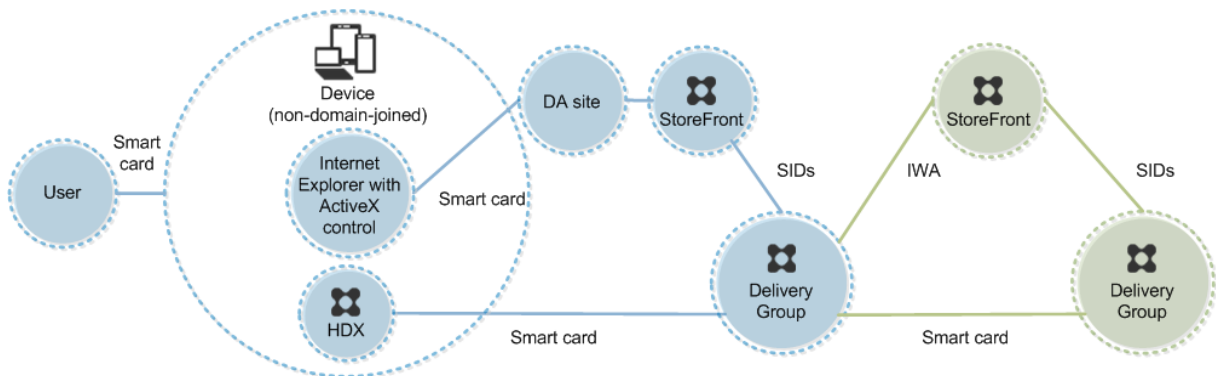 Device
(non-domain-joined)
User
Smart
card
Internet
Explorer with
ActiveX
control
HDX
Smart card
DA site
StoreFront
SIDs
Delivery
Group
Smart card
IWA
StoreFront
SIDs
Delivery
Group
Smart card